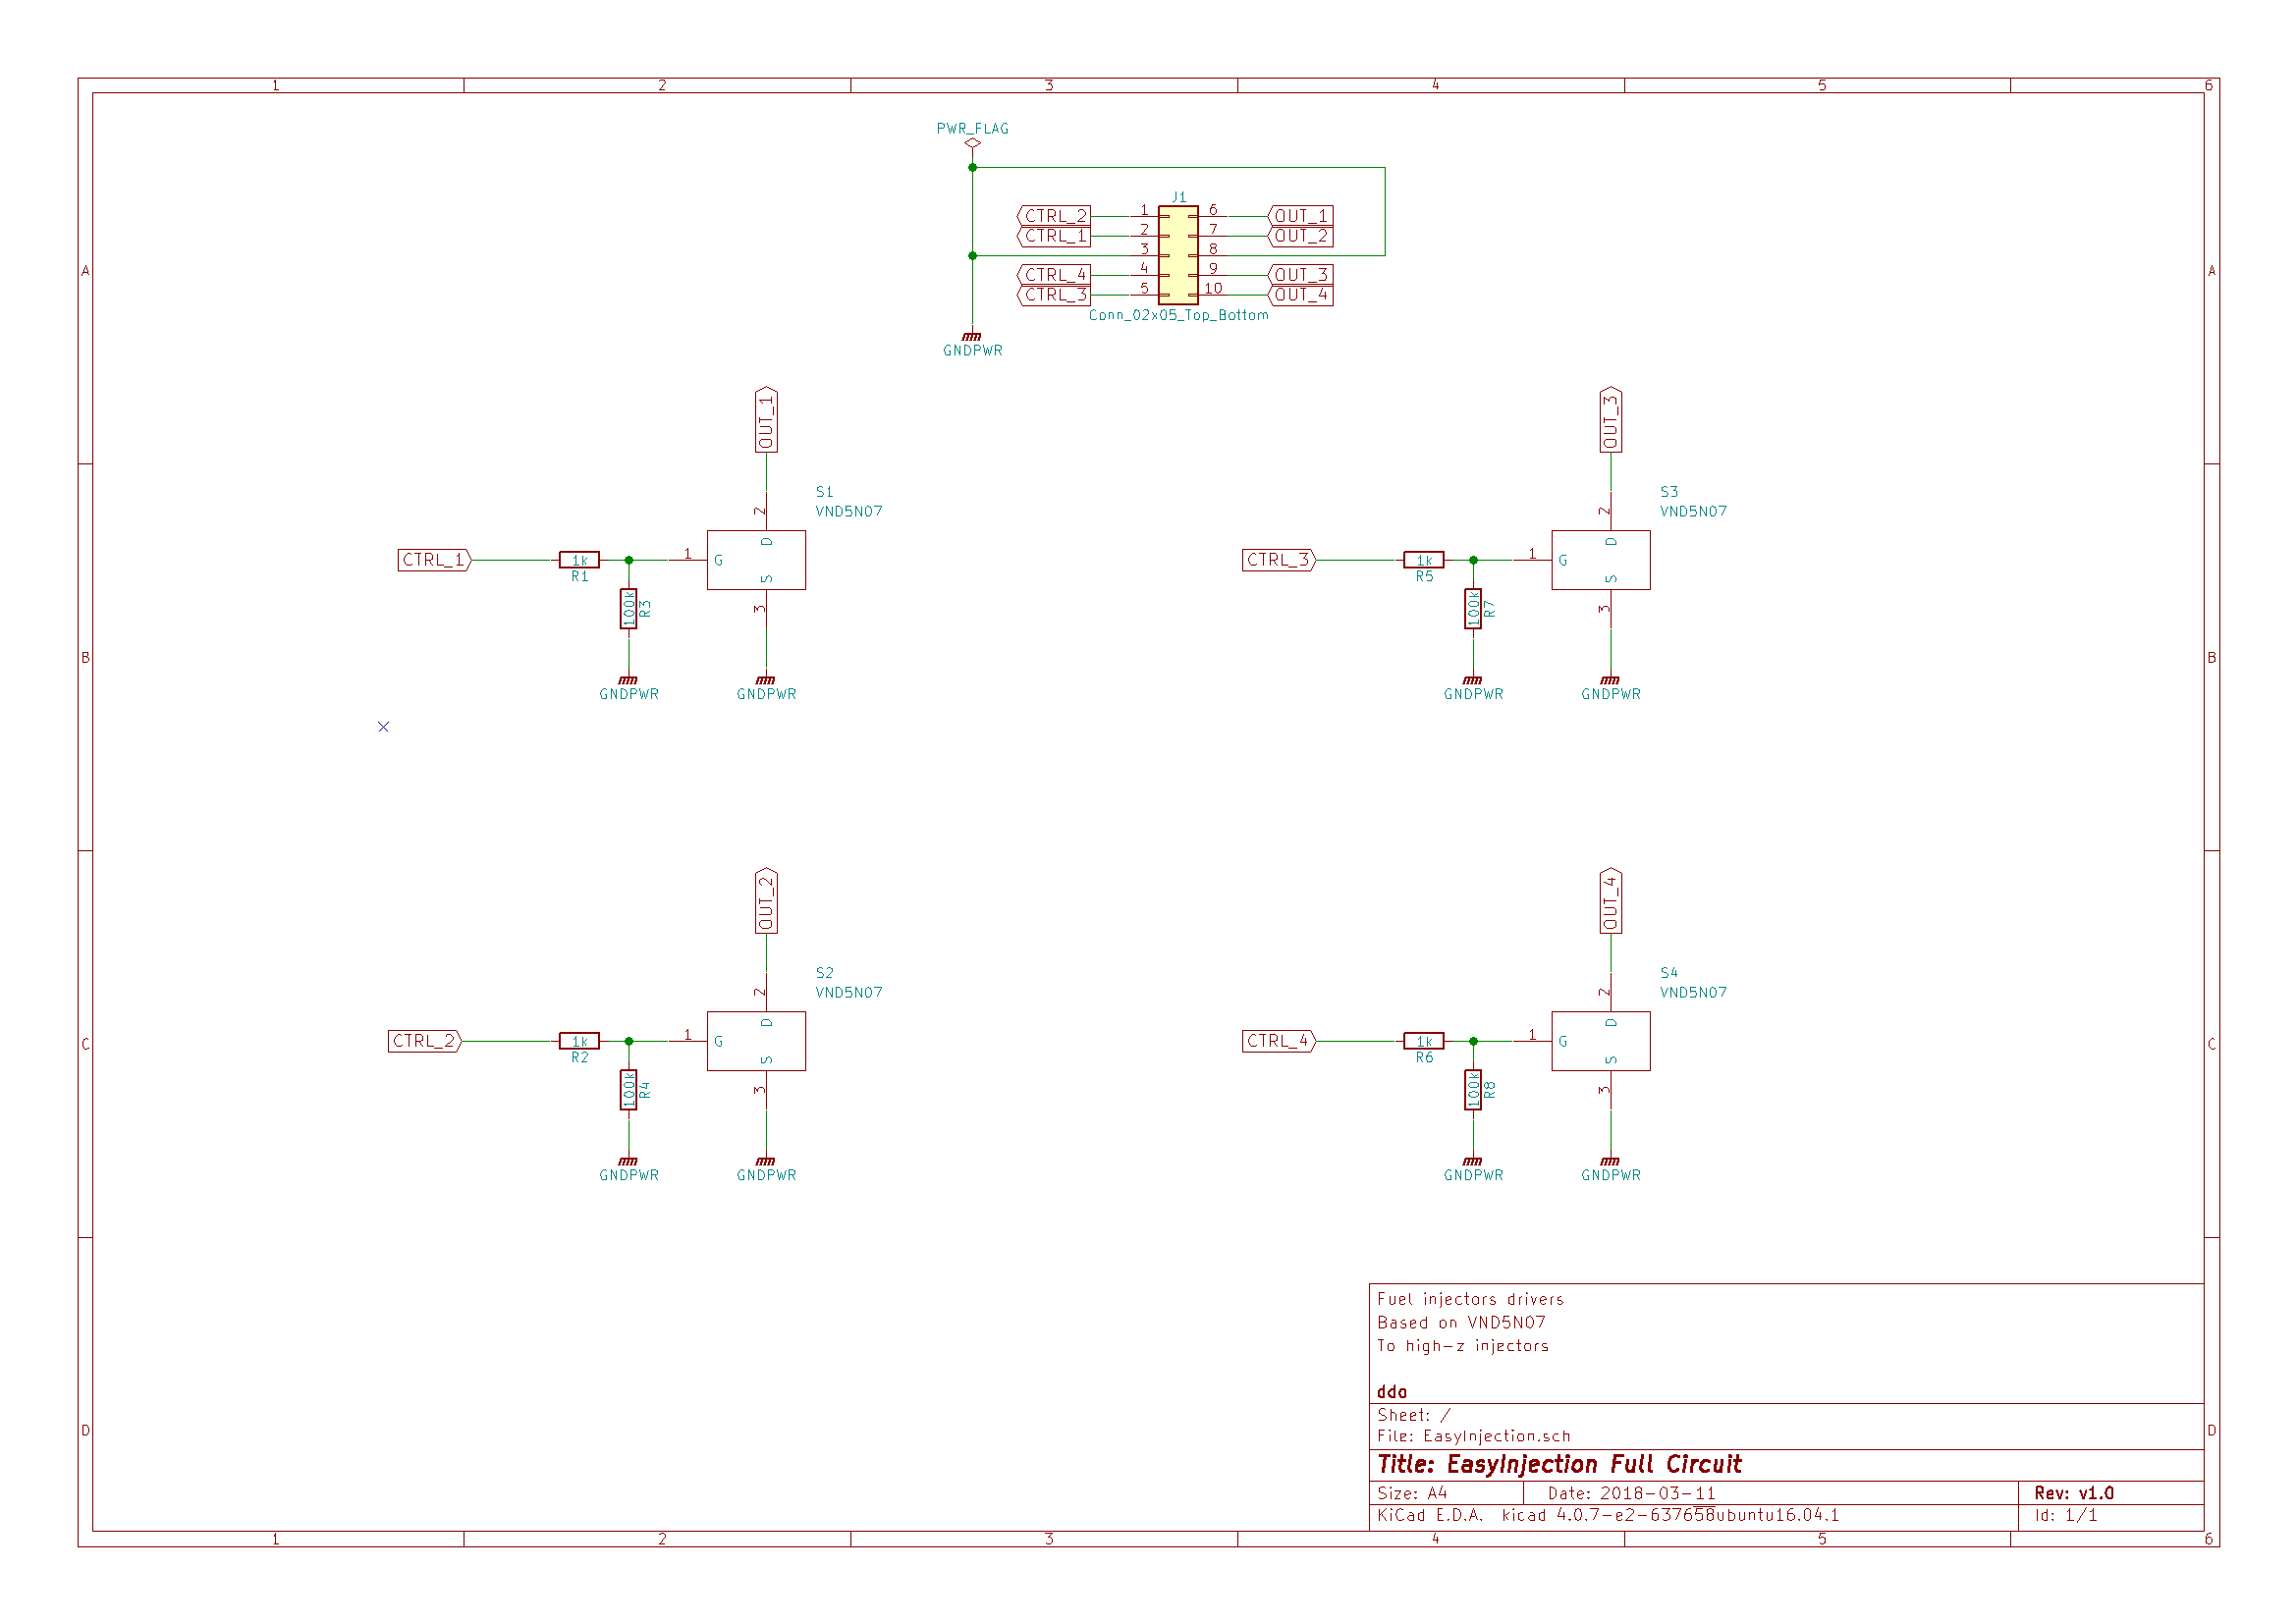 1 2 3 4 5 6
PWR_FLAG
J1
CTRL_2 1 6 OUT_1
CTRL_1 2 7 OUT_2
3 8
CTRL_4 4 9 OUT_3
CTRL_3 5 10 OUT_4
Conn_02x05_Top_Bottom
GNDPWR
A A
OUT_1
S1
VND5N07
2
D
CTRL_1 1k 1 G
R1
S
100k R3
3
GNDPWR GNDPWR
OUT_3
S3
VND5N07
2
D
CTRL_3 1k 1 G
R5
S
100k R7
3
GNDPWR GNDPWR
B B
OUT_2
S2
VND5N07
2
D
CTRL_2 1k 1 G
R2
S
100k R4
3
GNDPWR GNDPWR
OUT_4
S4
VND5N07
2
D
CTRL_4 1k 1 G
R6
S
100k R8
3
GNDPWR GNDPWR
C C
Fuel injectors drivers
Based on VND5N07
To high-z injectors
ddo
Sheet: /
File: EasyInjection.sch
Title: EasyInjection Full Circuit
Size: A4 Date: 2018-03-11 Rev: v1.0
KiCad E.D.A. kicad 4.0.7-e2-637658ubuntu16.04.1 Id: 1/1
D D
1 2 3 4 5 6